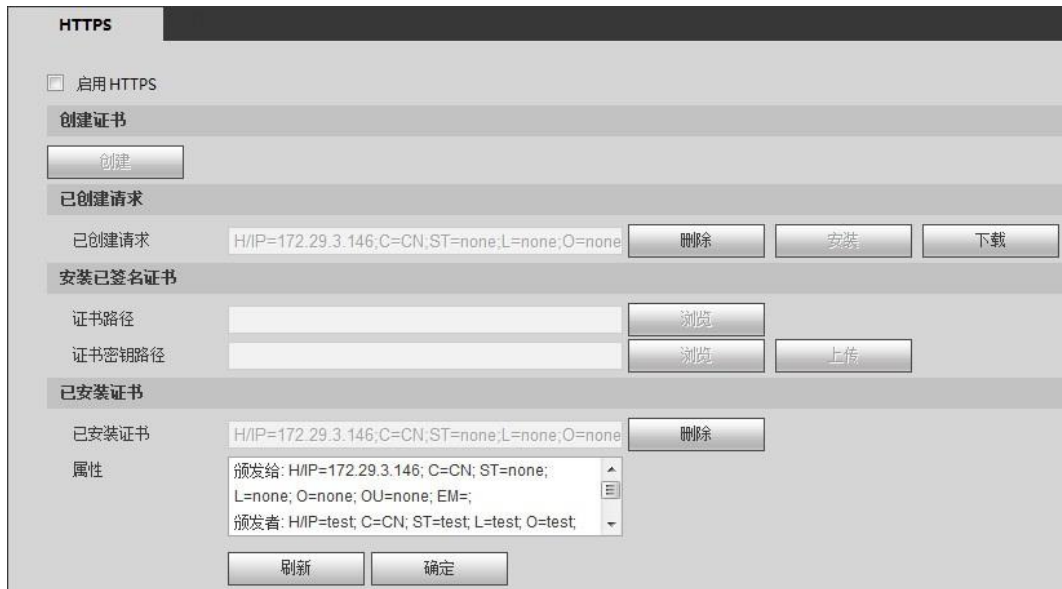 HTTPS
启用HTTPS
创建证书
创建
已创建请求
已创建请求 H/IP=172.29.3.146;C=CN;ST=none;L=none;O=none 删除 安装 下载
安装已签名证书
证书路径 浏览
证书密钥路径 浏览 上传
已安装证书
已安装证书 H/IP=172.29.3.146;C=CN;ST=none;L=none;O=none 删除
属性 颁发给: H/IP=172.29.3.146; C=CN; ST=none;
L=none; O=none; OU=none; EM=;
颁发者: H/IP=test; C=CN; ST=test; L=test; O=test;
刷新 确定